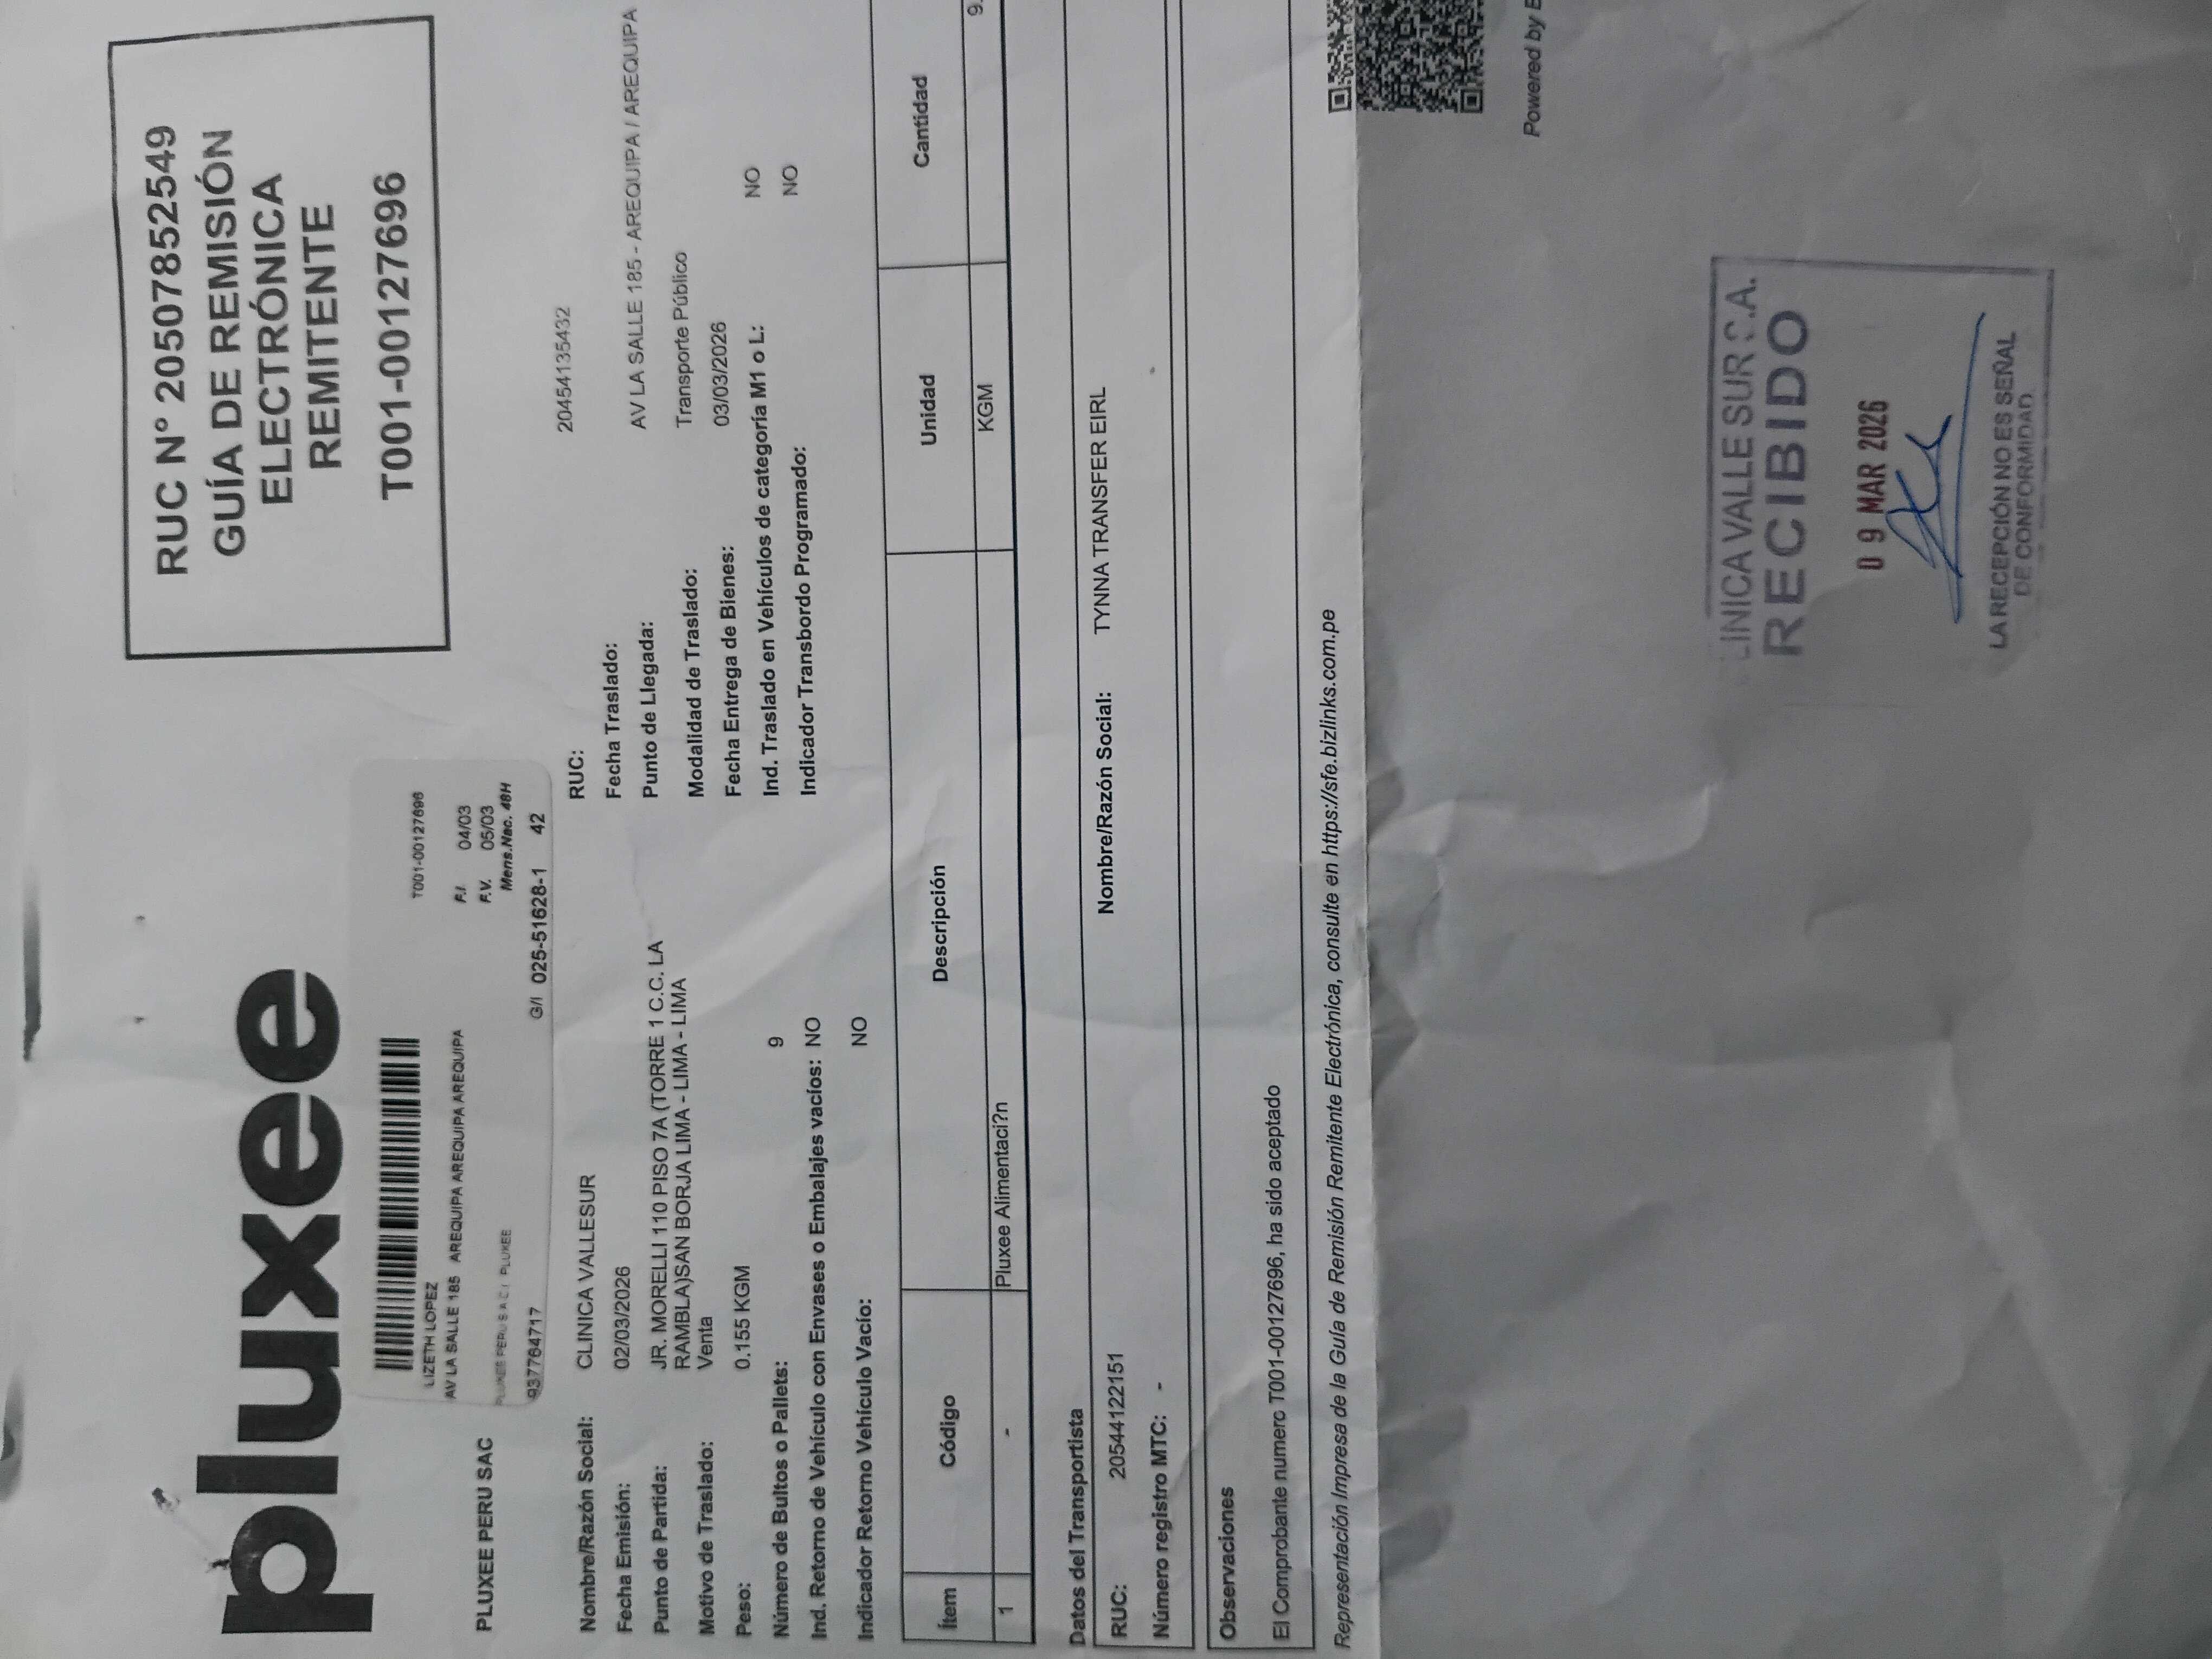 pluxee
RUC N° 20507852549
GUÍA DE REMISIÓN
ELECTRÓNICA
REMITENTE
T001-00127696
T001-00127696
LIZETH LOPEZ
AV LA SALLE 185 AREQUIPA AREQUIPA AREQUIPA
F.I. 04/03
F.V. 05/03
PLUXEE PERU S A C I PLUXEE
Mens.Nac. 48H
937764717
G/I 025-51628-1 42
PLUXEE PERU SAC
Nombre/Razón Social: CLINICA VALLESUR
RUC: 20454135432
Fecha Emisión: 02/03/2026
Fecha Traslado:
Punto de Partida: JR. MORELLI 110 PISO 7A (TORRE 1 C.C. LA
RAMBLA)SAN BORJA LIMA - LIMA - LIMA
Punto de Llegada: AV LA SALLE 185 - AREQUIPA / AREQUIPA
Motivo de Traslado: Venta
Modalidad de Traslado: Transporte Público
Peso: 0.155 KGM
Fecha Entrega de Bienes: 03/03/2026
Número de Bultos o Pallets: 9
Ind. Traslado en Vehículos de categoría M1 o L: NO
Ind. Retorno de Vehículo con Envases o Embalajes vacíos: NO
Indicador Transbordo Programado: NO
Indicador Retorno Vehículo Vacío: NO
Ítem Código Descripción Unidad Cantidad
1 - Pluxee Alimentaci?n KGM 9.
Datos del Transportista
RUC: 20544122151 Nombre/Razón Social: TYNNA TRANSFER EIRL
Número registro MTC: -
Observaciones
El Comprobante numero T001-00127696, ha sido aceptado
Representación Impresa de la Guía de Remisión Remitente Electrónica, consulte en https://sfe.bizlinks.com.pe
Powered by B
LINICA VALLE SUR S.A.
RECIBIDO
09 MAR 2026
LA RECEPCIÓN NO ES SEÑAL
DE CONFORMIDAD